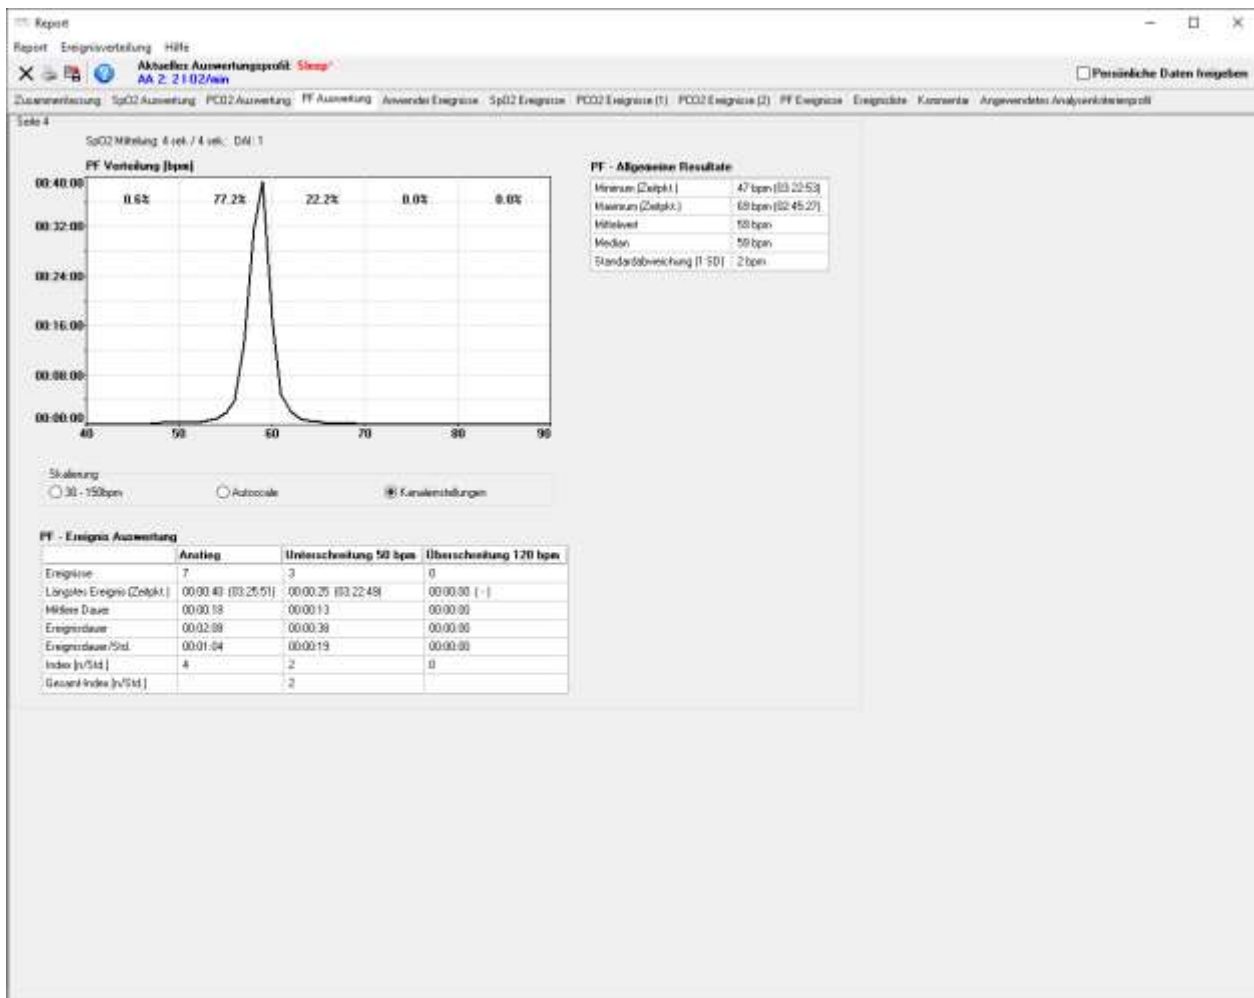 Report
Report Ereignisverteilung Hilfe
Aktuelles Auswertungsprofil: Sleep*
AA 2: 2 l O2/min
Persönliche Daten freigeben
Zusammenfassung SpO2 Auswertung PCO2 Auswertung PF Auswertung Anwender Ereignisse SpO2 Ereignisse PCO2 Ereignisse (1) PCO2 Ereignisse (2) PF Ereignisse Ereignisliste Kommentar Angewendetes Analysenkriterienprofil
Seite 4
SpO2 Mittelung: 4 sek. / 4 sek.; DAI: 1
PF Verteilung [bpm]
00:40:00
0.6% 77.2% 22.2% 0.0% 0.0%
00:32:00
00:24:00
00:16:00
00:08:00
00:00:00
40 50 60 70 80 90
PF - Allgemeine Resultate
Minimum (Zeitpkt.) 47 bpm (03:22:53)
Maximum (Zeitpkt.) 69 bpm (02:45:27)
Mittelwert 58 bpm
Median 59 bpm
Standardabweichung (1 SD) 2 bpm
Skalierung
30 - 150bpm Autoscale Kanaleinstellungen
PF - Ereignis Auswertung
Anstieg Unterschreitung 50 bpm Überschreitung 120 bpm
Ereignisse 7 3 0
Längstes Ereignis (Zeitpkt.) 00:00:40 (03:25:51) 00:00:25 (03:22:49) 00:00:00 ( - )
Mittlere Dauer 00:00:18 00:00:13 00:00:00
Ereignisdauer 00:02:08 00:00:38 00:00:00
Ereignisdauer/Std. 00:01:04 00:00:19 00:00:00
Index [n/Std.] 4 2 0
Gesamt-Index [n/Std.] 2